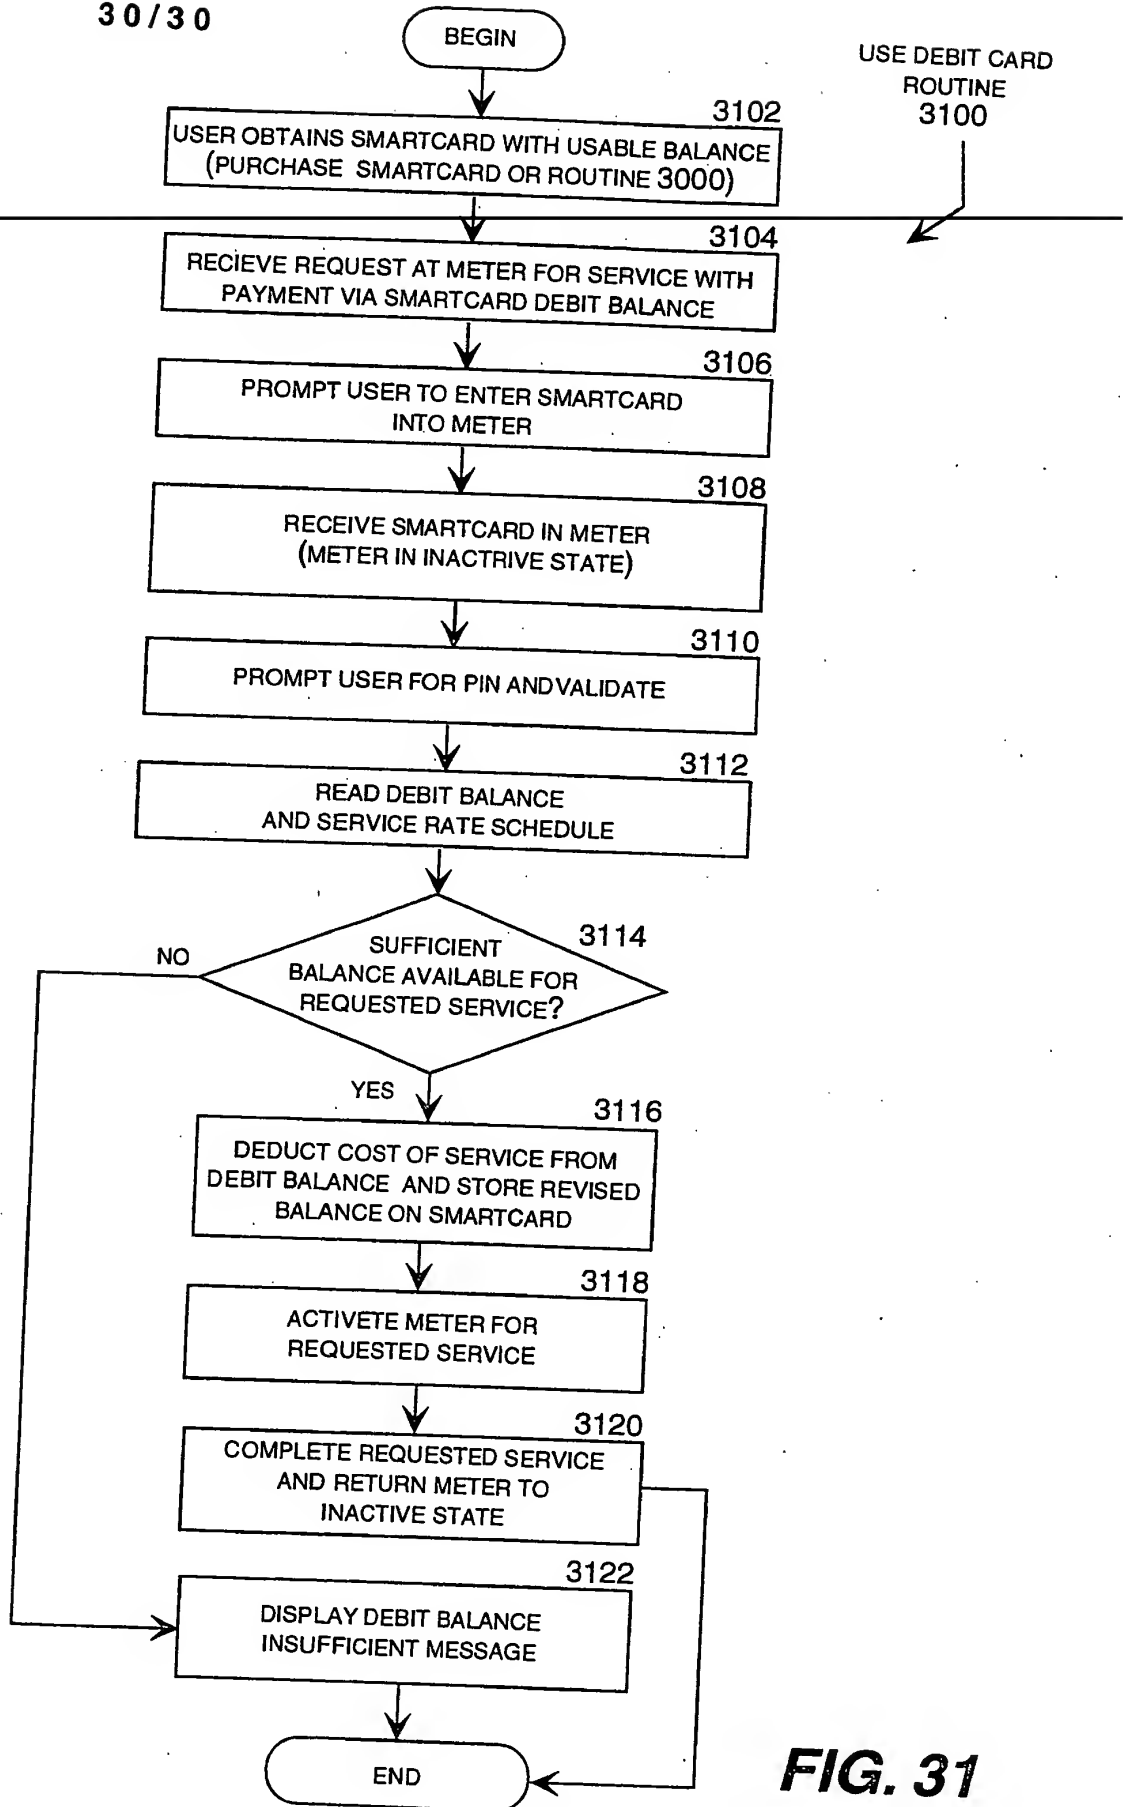 30/30
BEGIN
USE DEBIT CARD
ROUTINE
3100
3102
USER OBTAINS SMARTCARD WITH USABLE BALANCE
(PURCHASE SMARTCARD OR ROUTINE 3000)
3104
RECIEVE REQUEST AT METER FOR SERVICE WITH
PAYMENT VIA SMARTCARD DEBIT BALANCE
3106
PROMPT USER TO ENTER SMARTCARD
INTO METER
3108
RECEIVE SMARTCARD IN METER
(METER IN INACTRIVE STATE)
3110
PROMPT USER FOR PIN ANDVALIDATE
3112
READ DEBIT BALANCE
AND SERVICE RATE SCHEDULE
3114
SUFFICIENT
BALANCE AVAILABLE FOR
REQUESTED SERVICE?
NO
YES
3116
DEDUCT COST OF SERVICE FROM
DEBIT BALANCE AND STORE REVISED
BALANCE ON SMARTCARD
3118
ACTIVETE METER FOR
REQUESTED SERVICE
3120
COMPLETE REQUESTED SERVICE
AND RETURN METER TO
INACTIVE STATE
3122
DISPLAY DEBIT BALANCE
INSUFFICIENT MESSAGE
END
FIG. 31